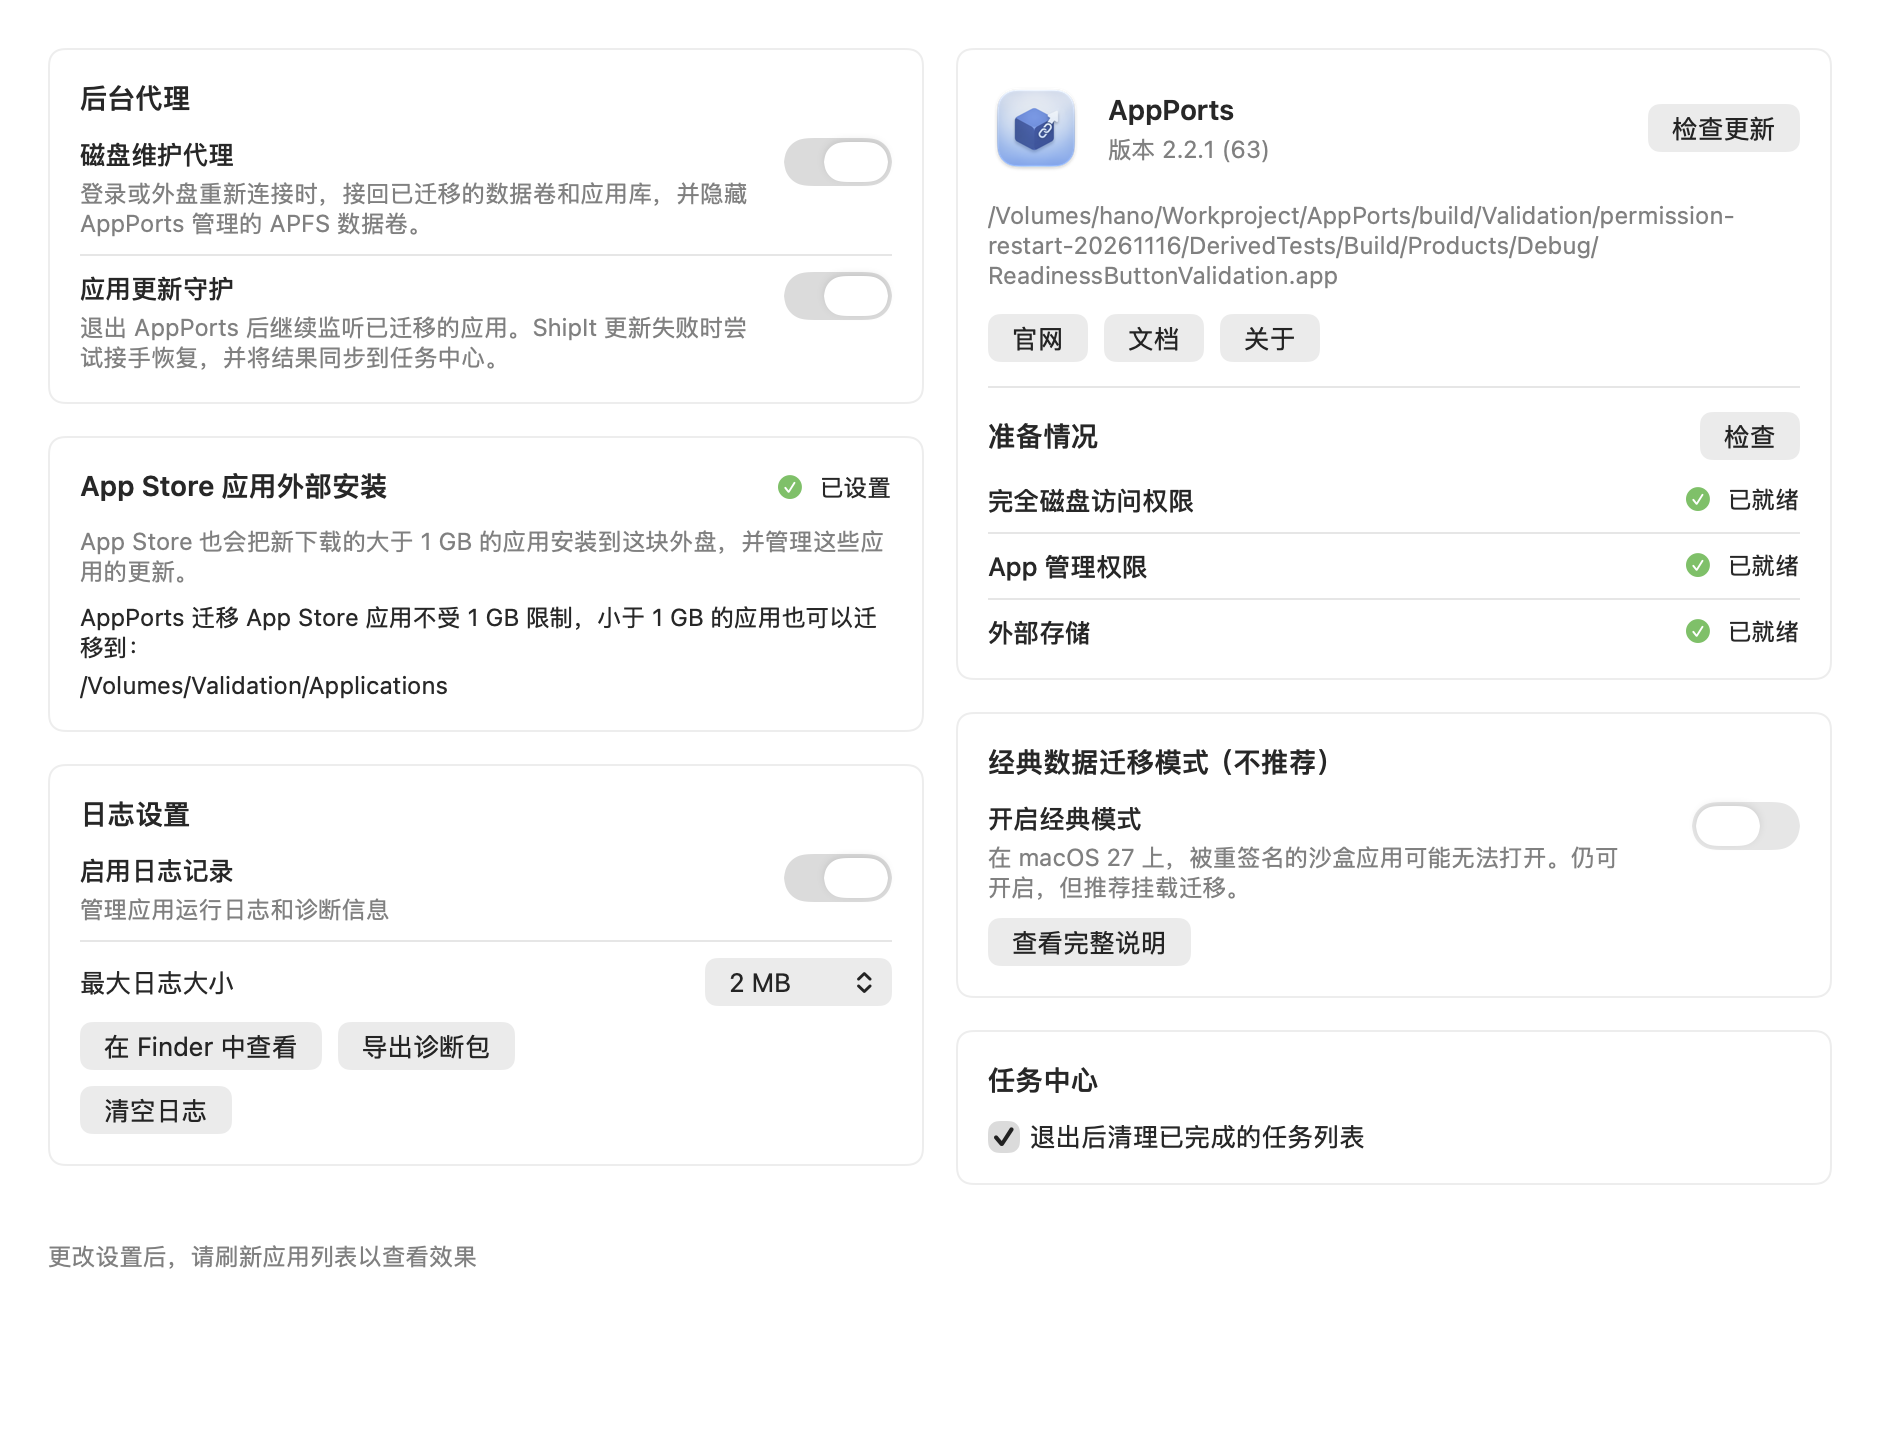 后台代理
磁盘维护代理
登录或外盘重新连接时，接回已迁移的数据卷和应用库，并隐藏
AppPorts 管理的 APFS 数据卷。
应用更新守护
退出 AppPorts 后继续监听已迁移的应用。ShipIt 更新失败时尝
试接手恢复，并将结果同步到任务中心。
App Store 应用外部安装
已设置
App Store 也会把新下载的大于 1 GB 的应用安装到这块外盘，并管理这些应
用的更新。
AppPorts 迁移 App Store 应用不受 1 GB 限制，小于 1 GB 的应用也可以迁
移到：
/Volumes/Validation/Applications
日志设置
启用日志记录
管理应用运行日志和诊断信息
最大日志大小
2 MB
在 Finder 中查看
导出诊断包
清空日志
AppPorts
版本 2.2.1 (63)
检查更新
/Volumes/hano/Workproject/AppPorts/build/Validation/permission-
restart-20261116/DerivedTests/Build/Products/Debug/
ReadinessButtonValidation.app
官网
文档
关于
准备情况
检查
完全磁盘访问权限
已就绪
App 管理权限
已就绪
外部存储
已就绪
经典数据迁移模式（不推荐）
开启经典模式
在 macOS 27 上，被重签名的沙盒应用可能无法打开。仍可
开启，但推荐挂载迁移。
查看完整说明
任务中心
退出后清理已完成的任务列表
更改设置后，请刷新应用列表以查看效果